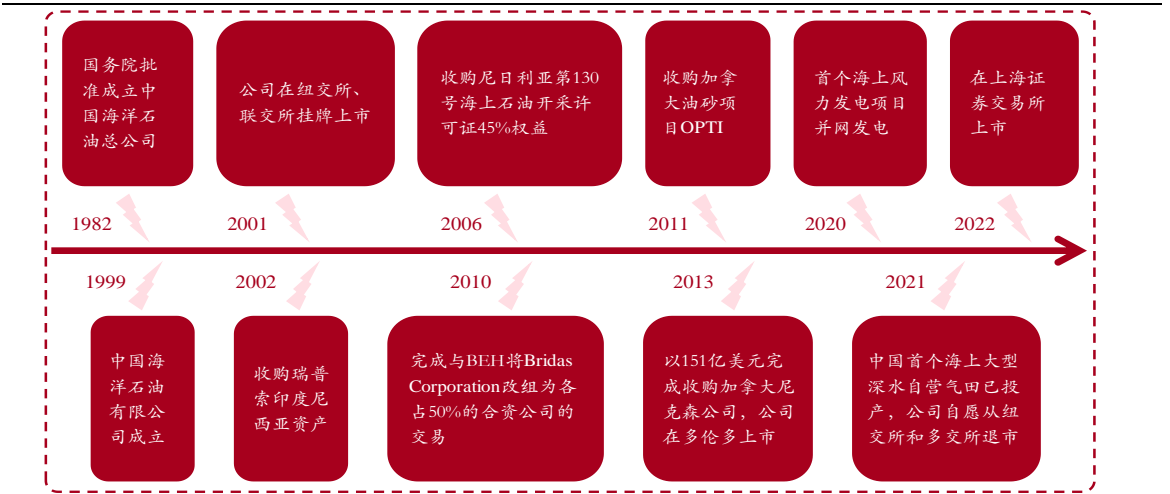 国务院批
准成立中
国海洋石
油总公司
公司在纽交所、
联交所挂牌上市
收购尼日利亚第130
号海上石油开采许
可证45%权益
收购加拿
大油砂项
目OPTI
首个海上风
力发电项目
并网发电
在上海证
券交易所
上市
1982
2001
2006
2011
2020
2022
1999
2002
2010
2013
2021
中国海
洋石油
有限公
司成立
收购瑞普
索印度尼
西亚资产
完成与BEH将Bridas
Corporation改组为各
占50%的合资公司的
交易
以151亿美元完
成收购加拿大尼
克森公司，公司
在多伦多上市
中国首个海上大型
深水自营气田已投
产，公司自愿从纽
交所和多交所退市